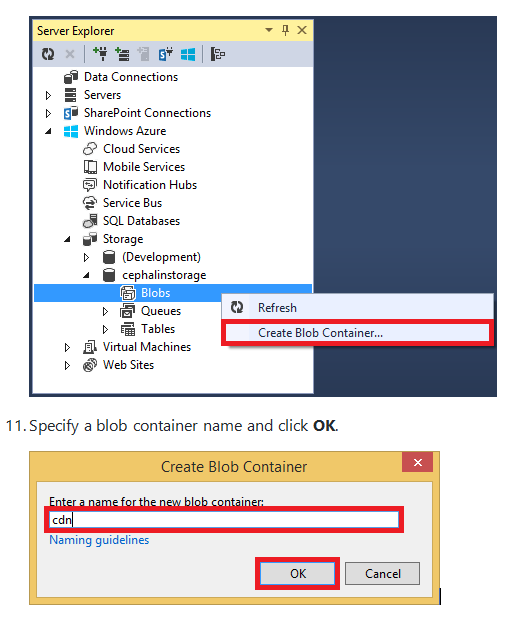 Server Explorer
Data Connections
Servers
SharePoint Connections
Windows Azure
Cloud Services
Mobile Services
Notification Hubs
Service Bus
SQL Databases
Storage
(Development)
cephalinstorage
Blobs
Refresh
Queues
Create Blob Container...
Tables
Virtual Machines
Web Sites
11. Specify a blob container name and click OK.
Create Blob Container
Enter a name for the new blob container:
cdn
Naming guidelines
OK Cancel